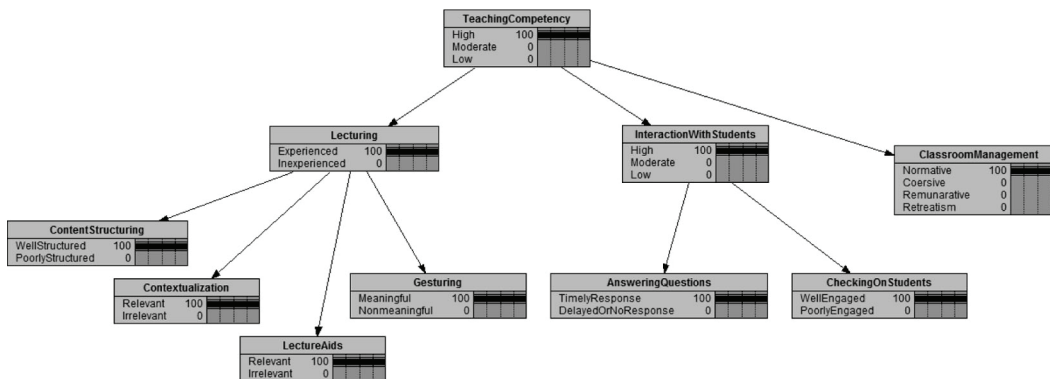 TeachingCompetency
High 100
Moderate 0
Low 0
Lecturing
Experienced 100
Inexperienced 0
InteractionWithStudents
High 100
Moderate 0
Low 0
ClassroomManagement
Normative 100
Coersive 0
Remunarative 0
Retreatism 0
ContentStructuring
WellStructured 100
PoorlyStructured 0
Contextualization
Relevant 100
Irrelevant 0
LectureAids
Relevant 100
Irrelevant 0
Gesturing
Meaningful 100
Nonmeaningful 0
AnsweringQuestions
TimelyResponse 100
DelayedOrNoResponse 0
CheckingOnStudents
WellEngaged 100
PoorlyEngaged 0